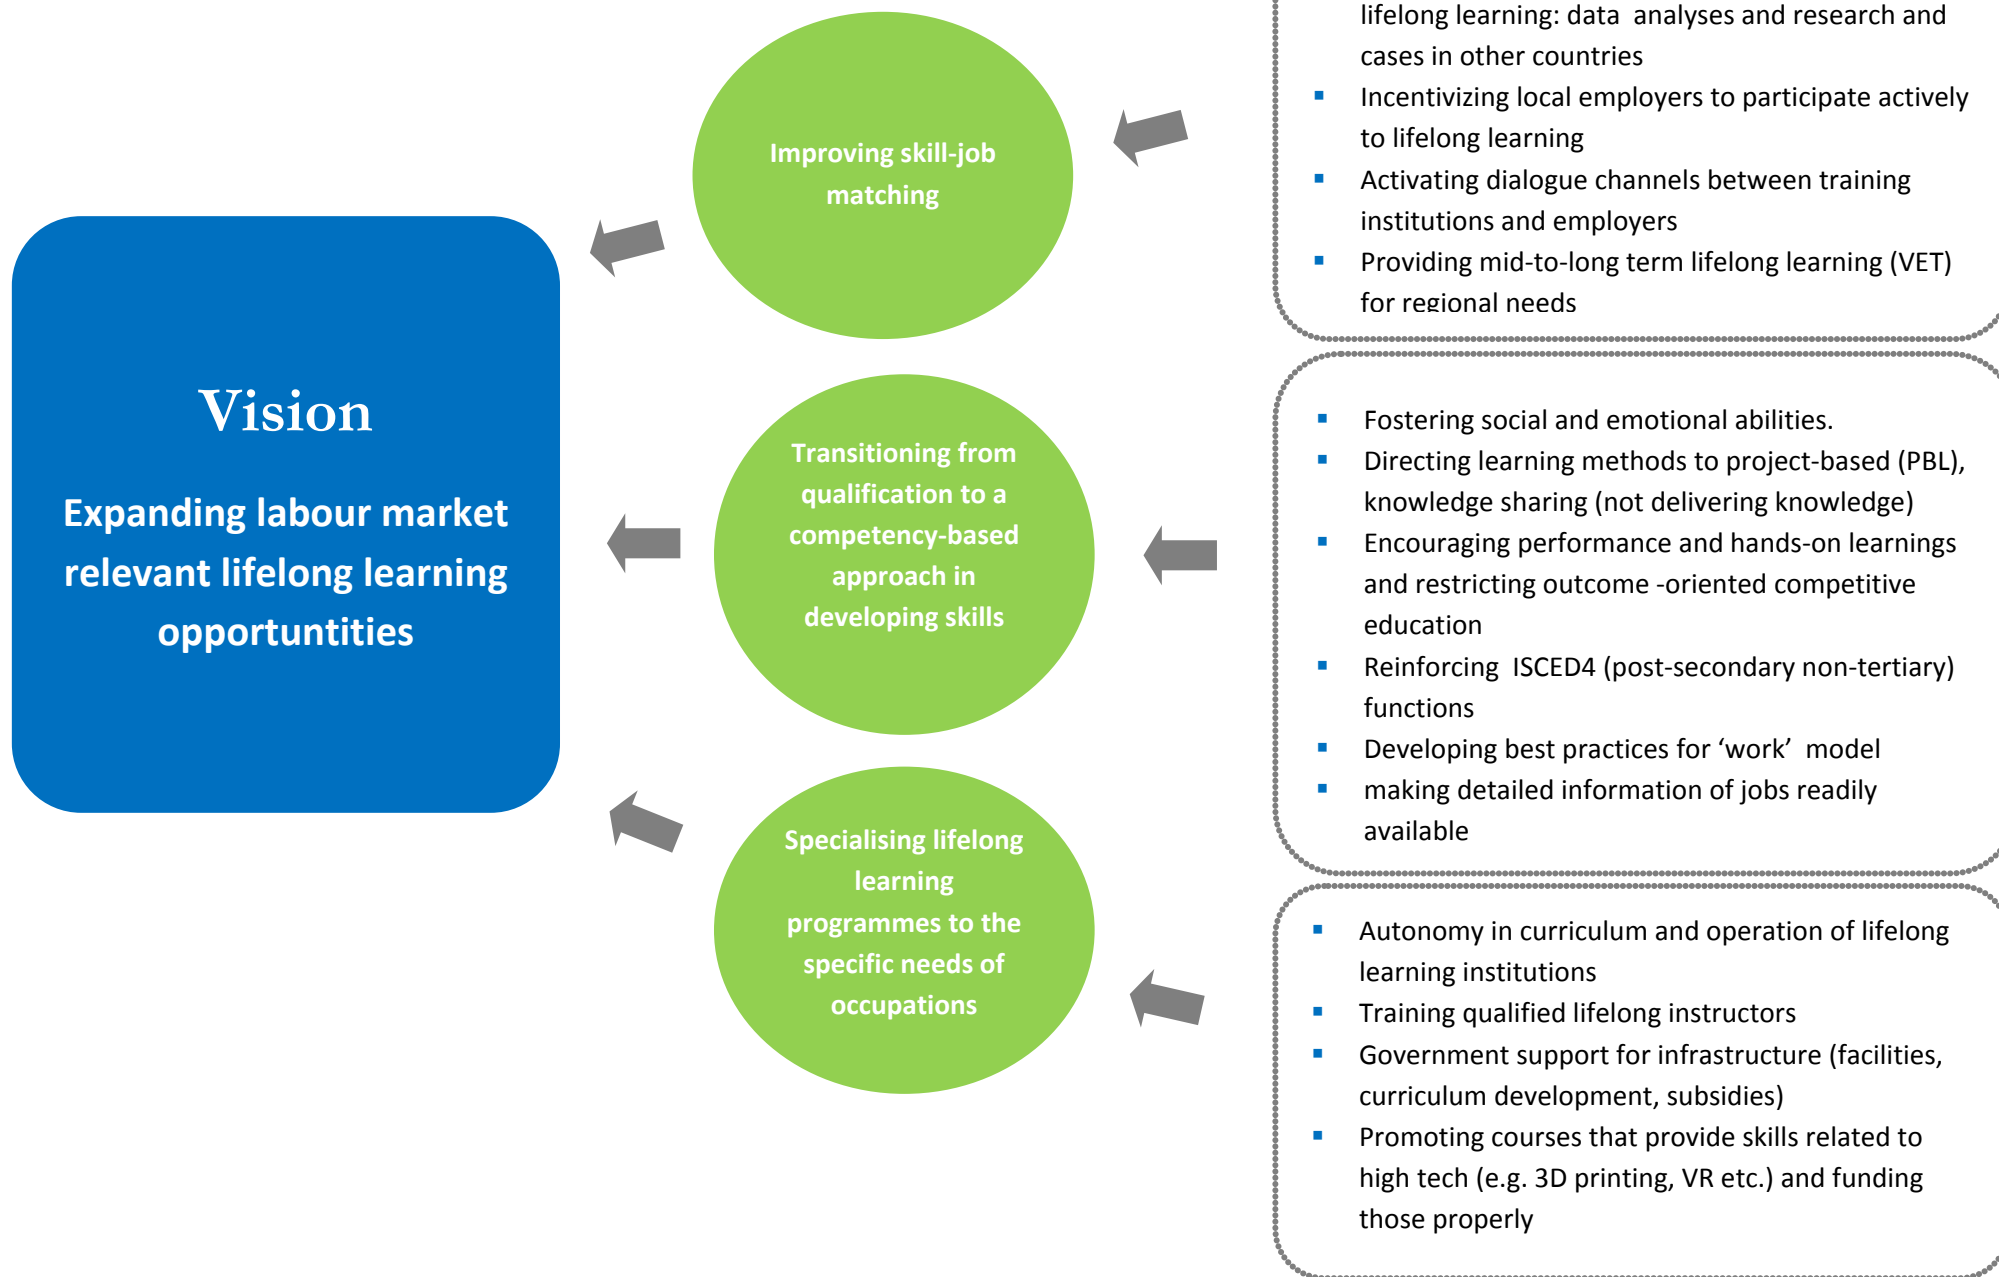 Vision
Expanding labour market
relevant lifelong learning
opportuntities
Improving skill-job
matching
Transitioning from
qualification to a
competency-based
approach in
developing skills
Specialising lifelong
learning
programmes to the
specific needs of
occupations
lifelong learning: data analyses and research and
cases in other countries
▪ Incentivizing local employers to participate actively
to lifelong learning
▪ Activating dialogue channels between training
institutions and employers
▪ Providing mid-to-long term lifelong learning (VET)
for regional needs
▪ Fostering social and emotional abilities.
▪ Directing learning methods to project-based (PBL),
knowledge sharing (not delivering knowledge)
▪ Encouraging performance and hands-on learnings
and restricting outcome -oriented competitive
education
▪ Reinforcing ISCED4 (post-secondary non-tertiary)
functions
▪ Developing best practices for ‘work’ model
▪ making detailed information of jobs readily
available
▪ Autonomy in curriculum and operation of lifelong
learning institutions
▪ Training qualified lifelong instructors
▪ Government support for infrastructure (facilities,
curriculum development, subsidies)
▪ Promoting courses that provide skills related to
high tech (e.g. 3D printing, VR etc.) and funding
those properly